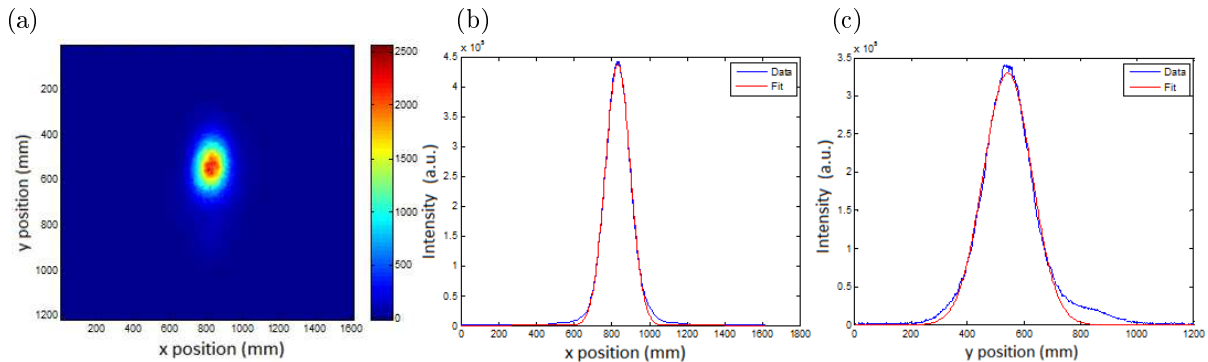 (a)
(b)
(c)
y position (mm)
200
400
600
800
1000
1200
200 400 600 800 1000 1200 1400 1600
x position (mm)
2500
2000
1500
1000
500
0
x 10⁵
Intensity (a.u.)
4.5
4
3.5
3
2.5
2
1.5
1
0.5
0
0 200 400 600 800 1000 1200 1400 1600 1800
x position (mm)
Data
Fit
x 10⁵
Intensity (a.u.)
3.5
3
2.5
2
1.5
1
0.5
0
0 200 400 600 800 1000 1200
y position (mm)
Data
Fit